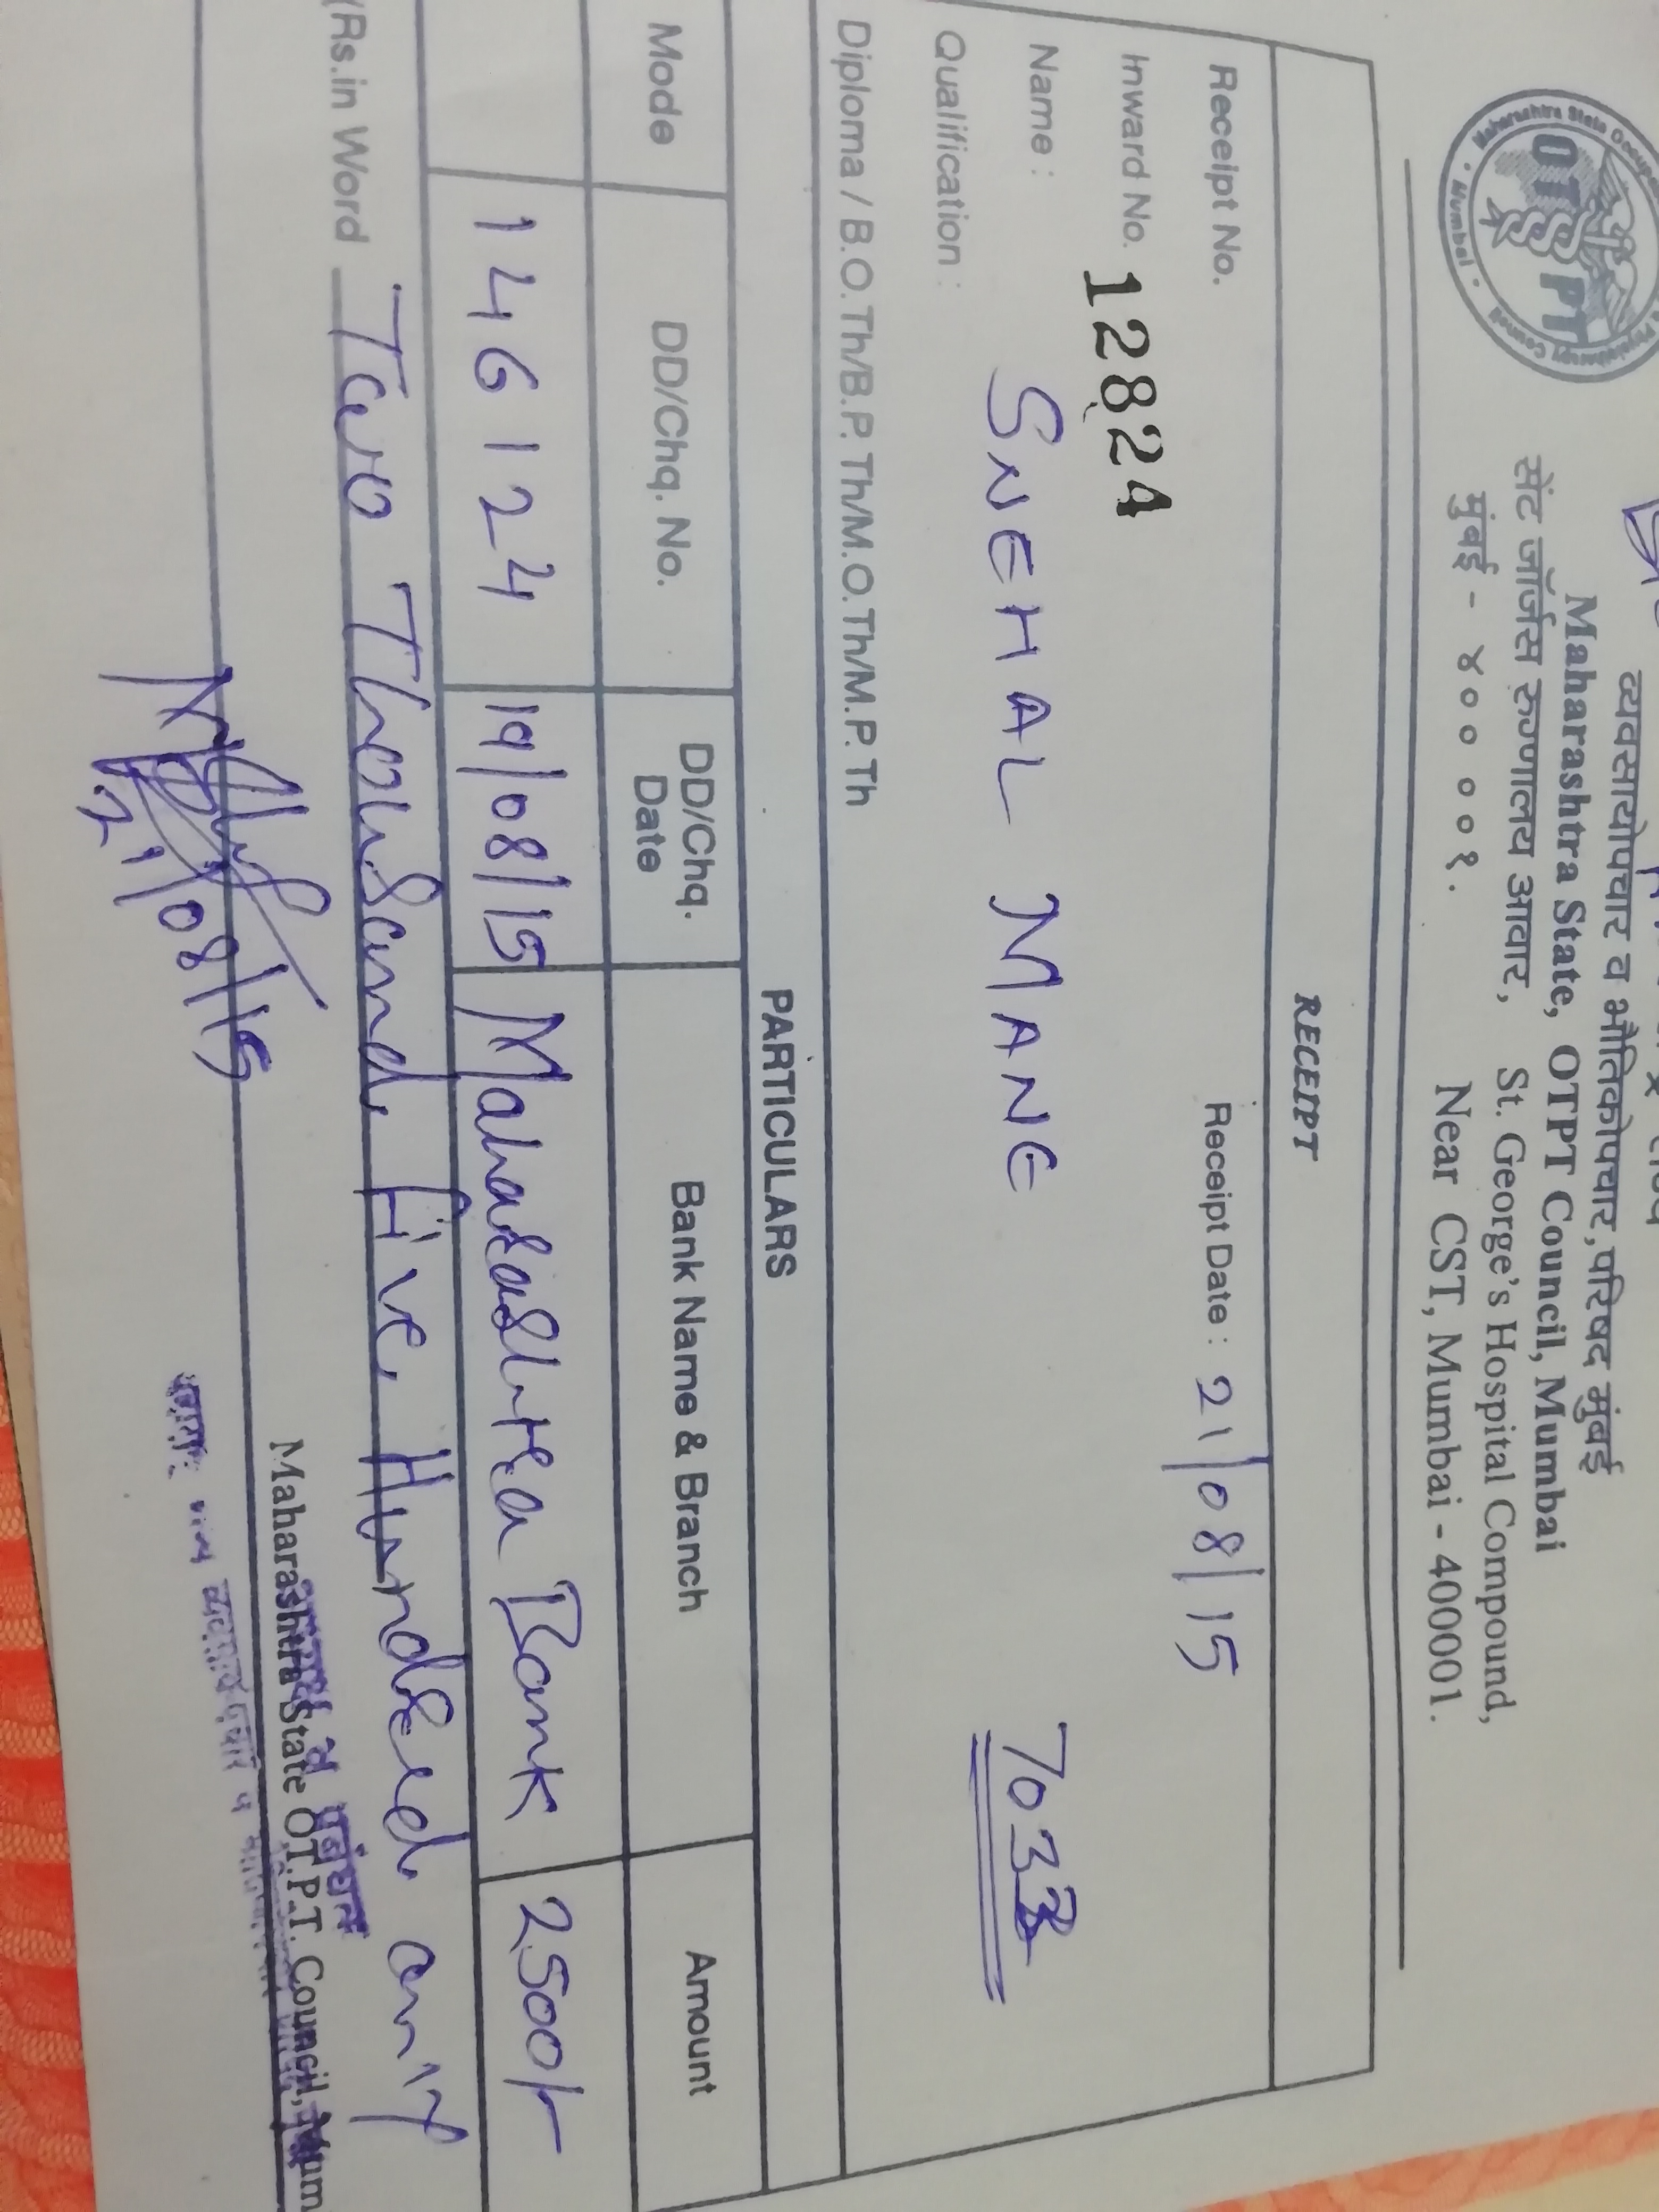 व्यवसायोपचार व भौतिकोपचार,परिषद मुंबई
Maharashtra State, OTPT Council, Mumbai
सेंट जॉर्जेस रुग्णालय आवार, St. George's Hospital Compound,
मुंबई - ४०० ००१. Near CST, Mumbai - 400001.
OT PT
Mumbai
RECEIPT
Receipt No. Receipt Date : 21/08/15
Inward No. 12824
Name : SNEHAL MANE 7033
Qualification :
Diploma / B.O.Th/B.P.Th/M.O.Th/M.P.Th
PARTICULARS
Mode DD/Chq. No. DD/Chq. Date Bank Name & Branch Amount
146124 19/08/15 Maharashtra Bank 2500/-
(Rs.in Word Two Thousand Five Hundred only
21/08/15
Maharashtra State OT.P.T. Council, Mum